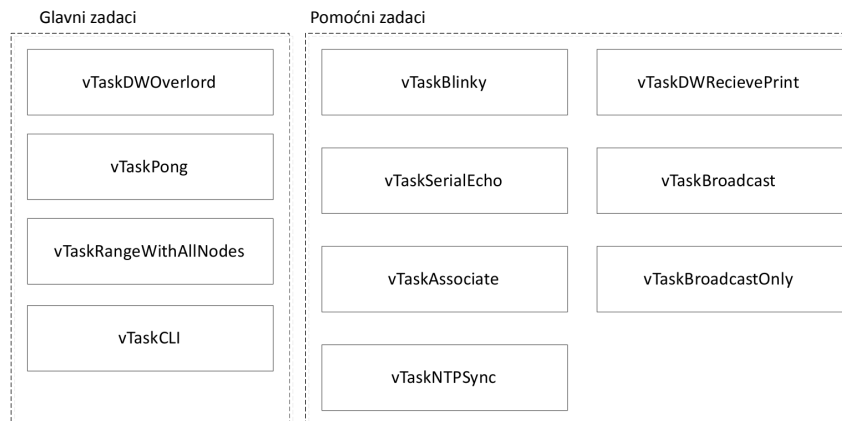 Glavni zadaci
vTaskDWOverlord
vTaskPong
vTaskRangeWithAllNodes
vTaskCLI
Pomoćni zadaci
vTaskBlinky
vTaskDWRecievePrint
vTaskSerialEcho
vTaskBroadcast
vTaskAssociate
vTaskBroadcastOnly
vTaskNTPSync